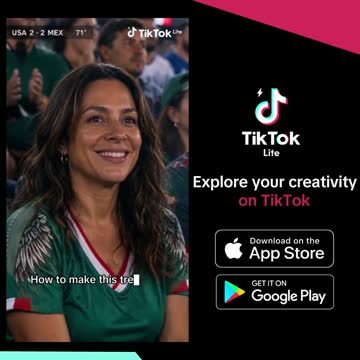 USA 2 - 2 MEX 71'
TikTok Lite
How to make this tre
TikTok
Lite
Explore your creativity
on TikTok
Download on the
App Store
GET IT ON
Google Play